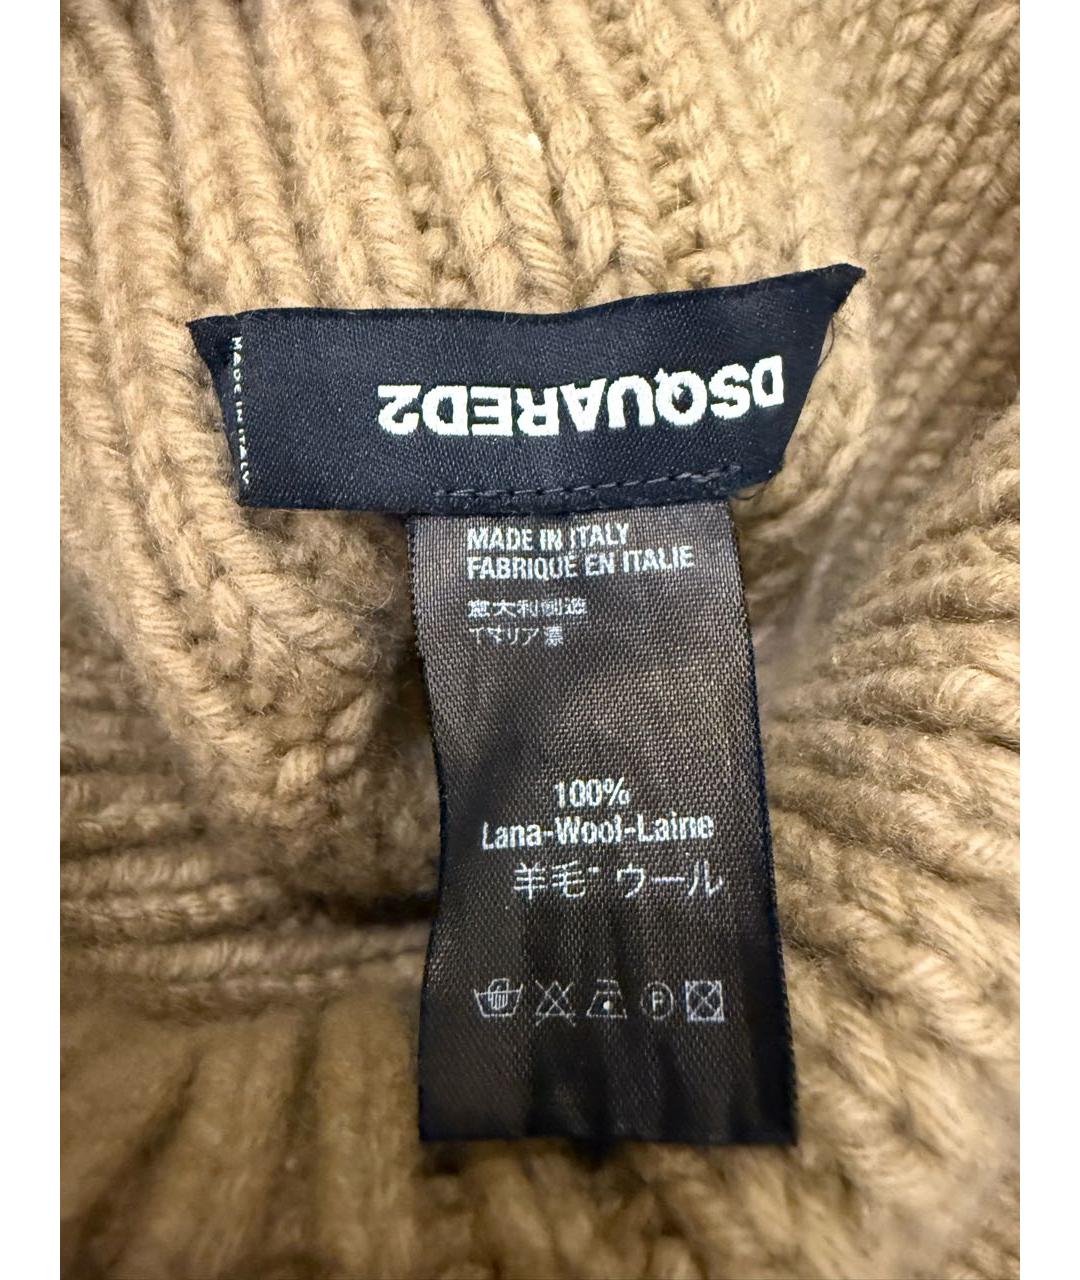 DSQUARED2
MADE IN ITALY
MADE IN ITALY
FABRIQUE EN ITALIE
意大利制造
イタリア製
100%
Lana-Wool-Laine
羊毛- ウール
P